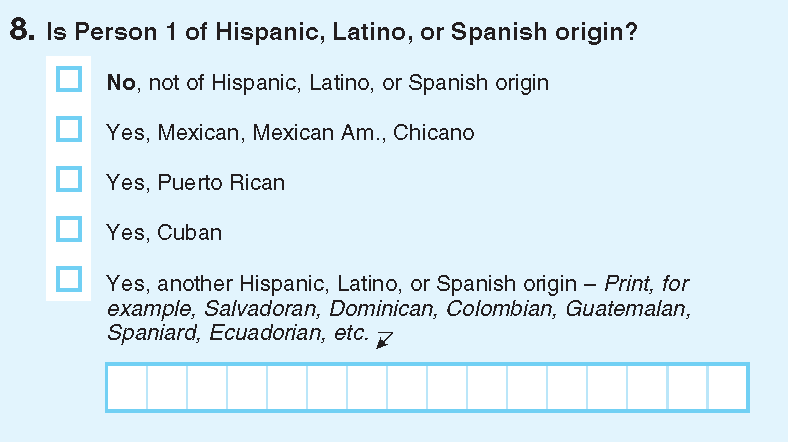 8. Is Person 1 of Hispanic, Latino, or Spanish origin?
No, not of Hispanic, Latino, or Spanish origin
Yes, Mexican, Mexican Am., Chicano
Yes, Puerto Rican
Yes, Cuban
Yes, another Hispanic, Latino, or Spanish origin – Print, for
example, Salvadoran, Dominican, Colombian, Guatemalan,
Spaniard, Ecuadorian, etc.